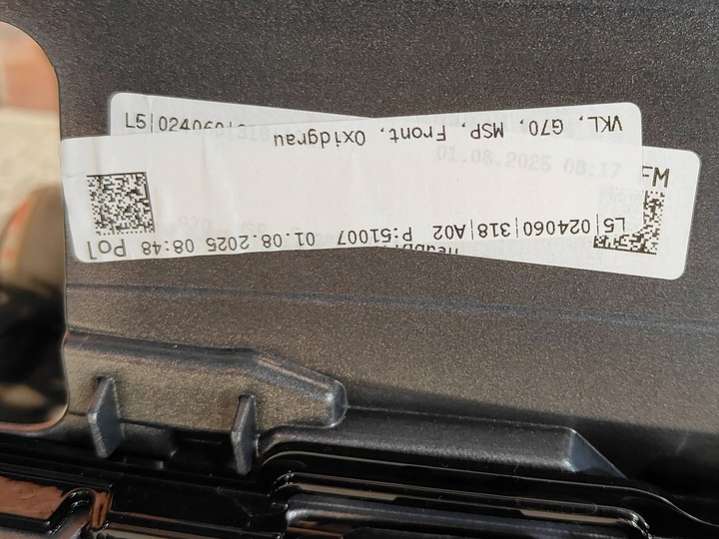 VKL, G70, MSP, Front, Oxidgrau
L5|024060|318|A02 P:51007 01.08.2025 08:48 Pol
L5|024060|
01.08.2025 08:17
FM